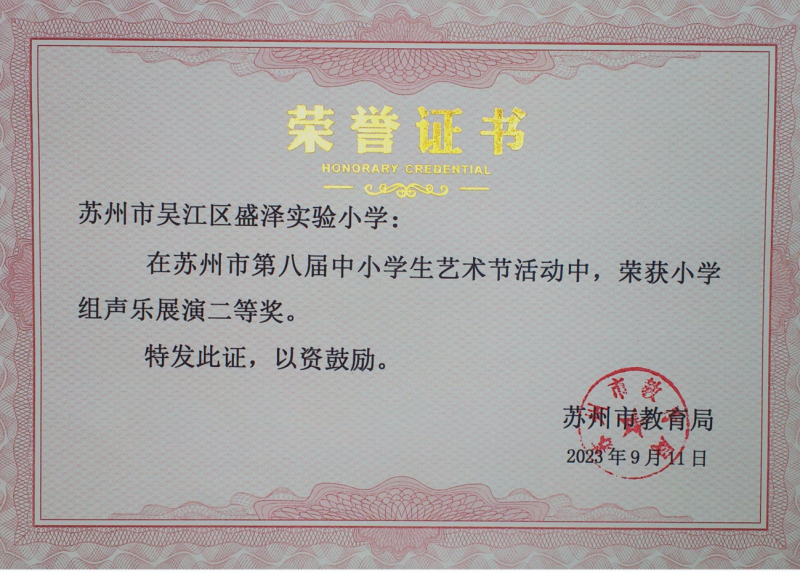 荣誉证书
HONORARY CREDENTIAL
苏州市吴江区盛泽实验小学：
在苏州市第八届中小学生艺术节活动中，荣获小学
组声乐展演二等奖。
特发此证，以资鼓励。
苏州市教育局
2023年9月11日